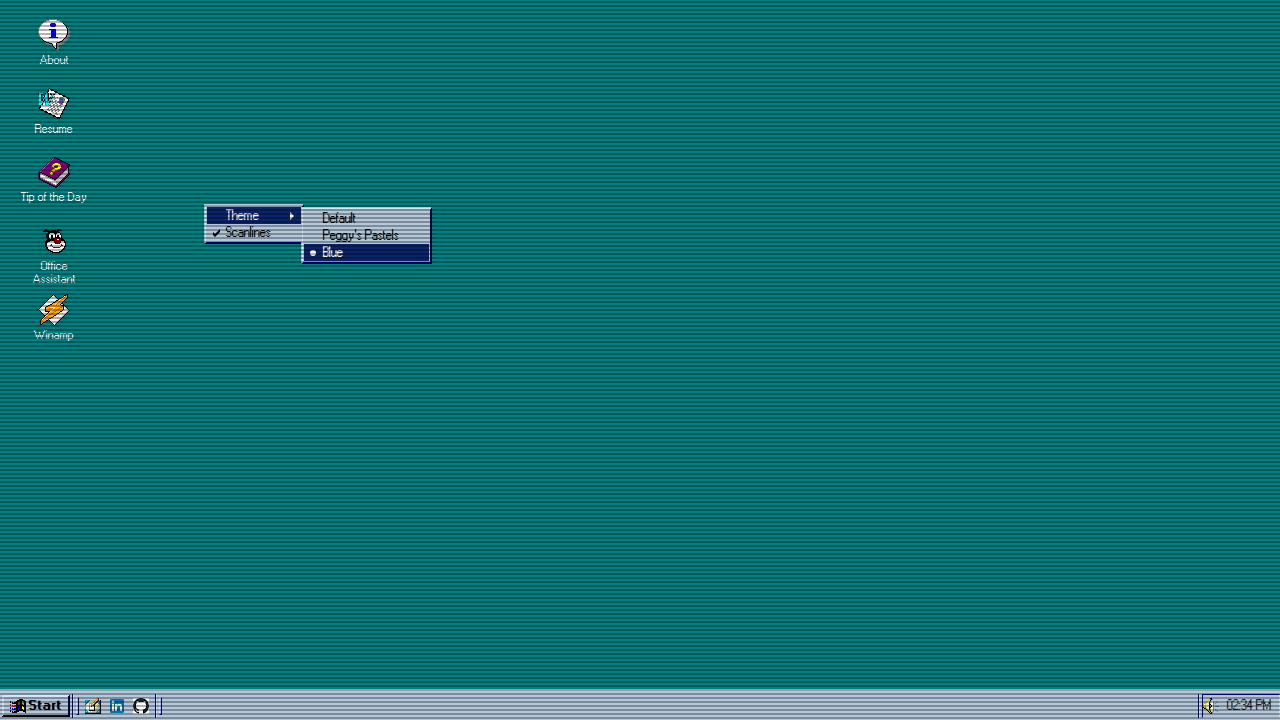 About
Resume
Tip of the Day
Office
Assistant
Winamp
Theme
Scanlines
Default
Peggy's Pastels
Blue
Start
02:34 PM